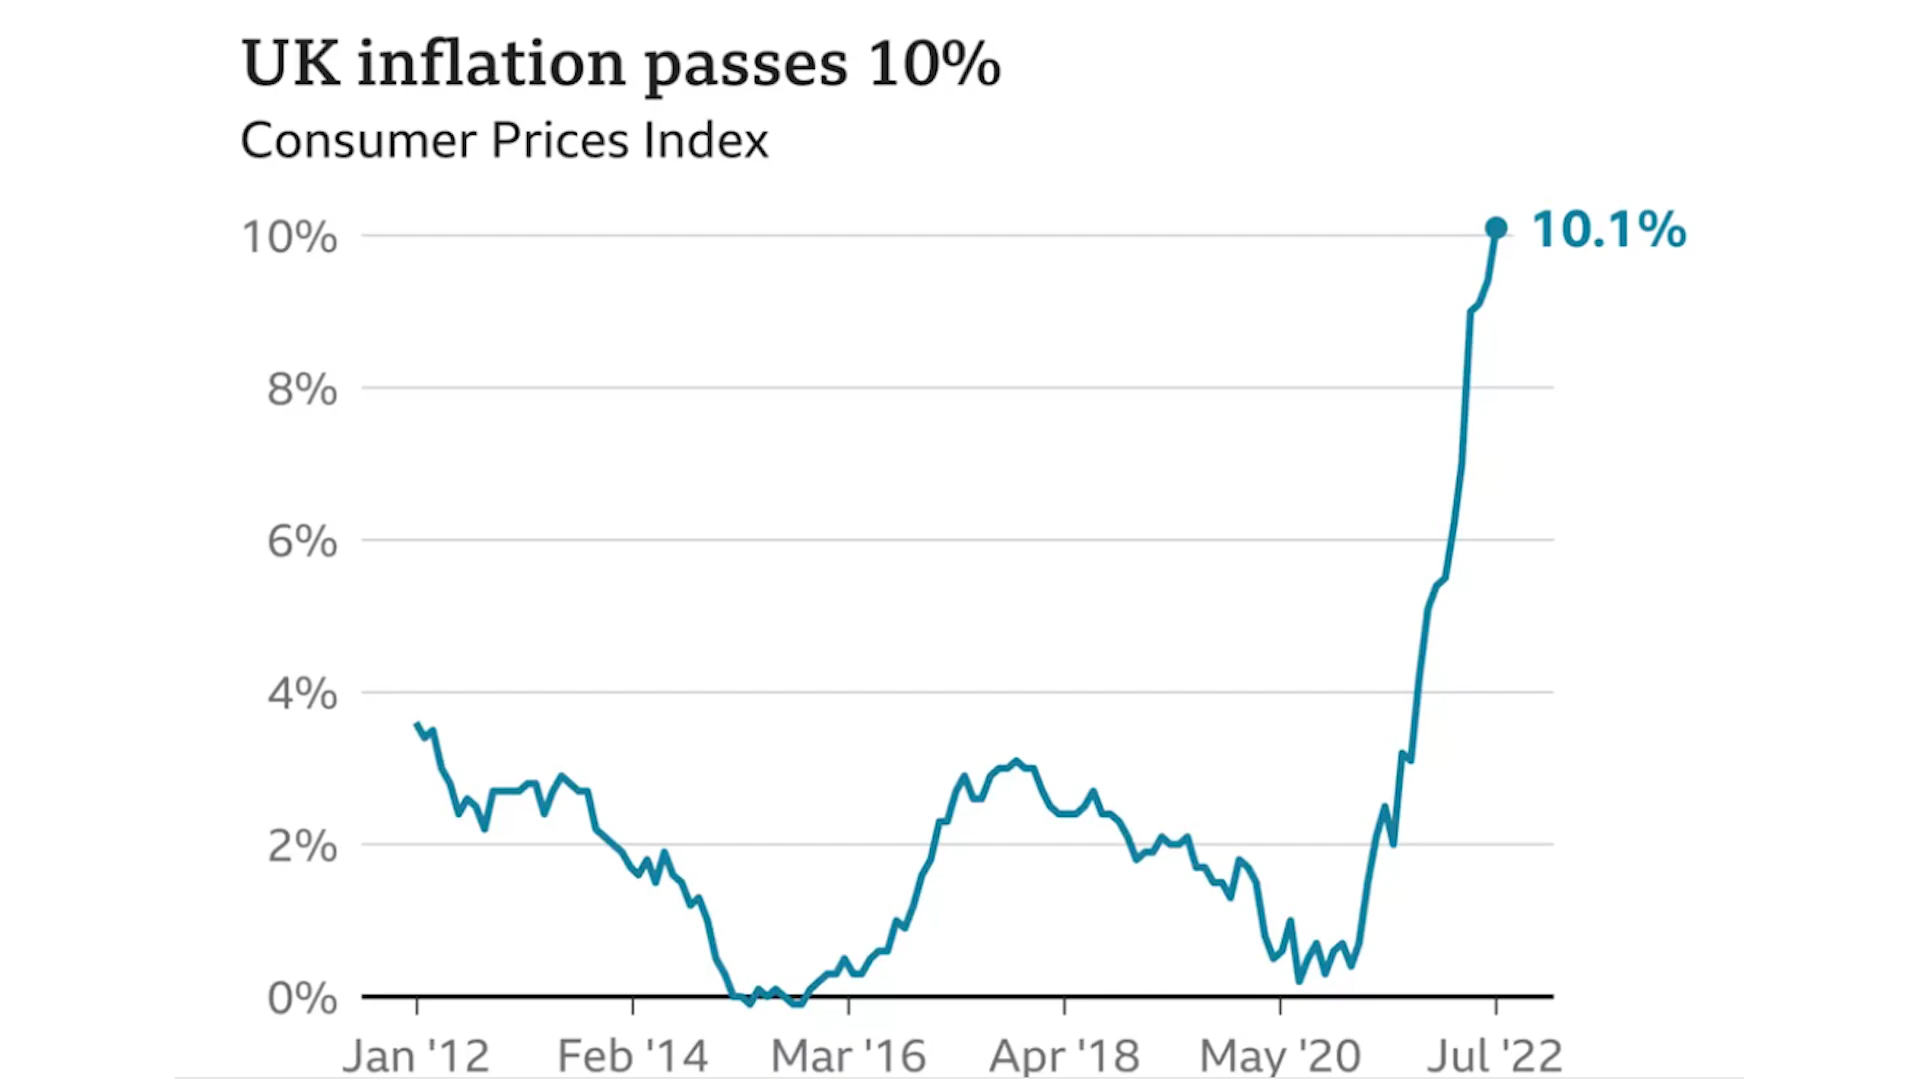 UK inflation passes 10%
Consumer Prices Index
10%
10.1%
8%
6%
4%
2%
0%
Jan '12 Feb '14 Mar '16 Apr '18 May '20 Jul '22